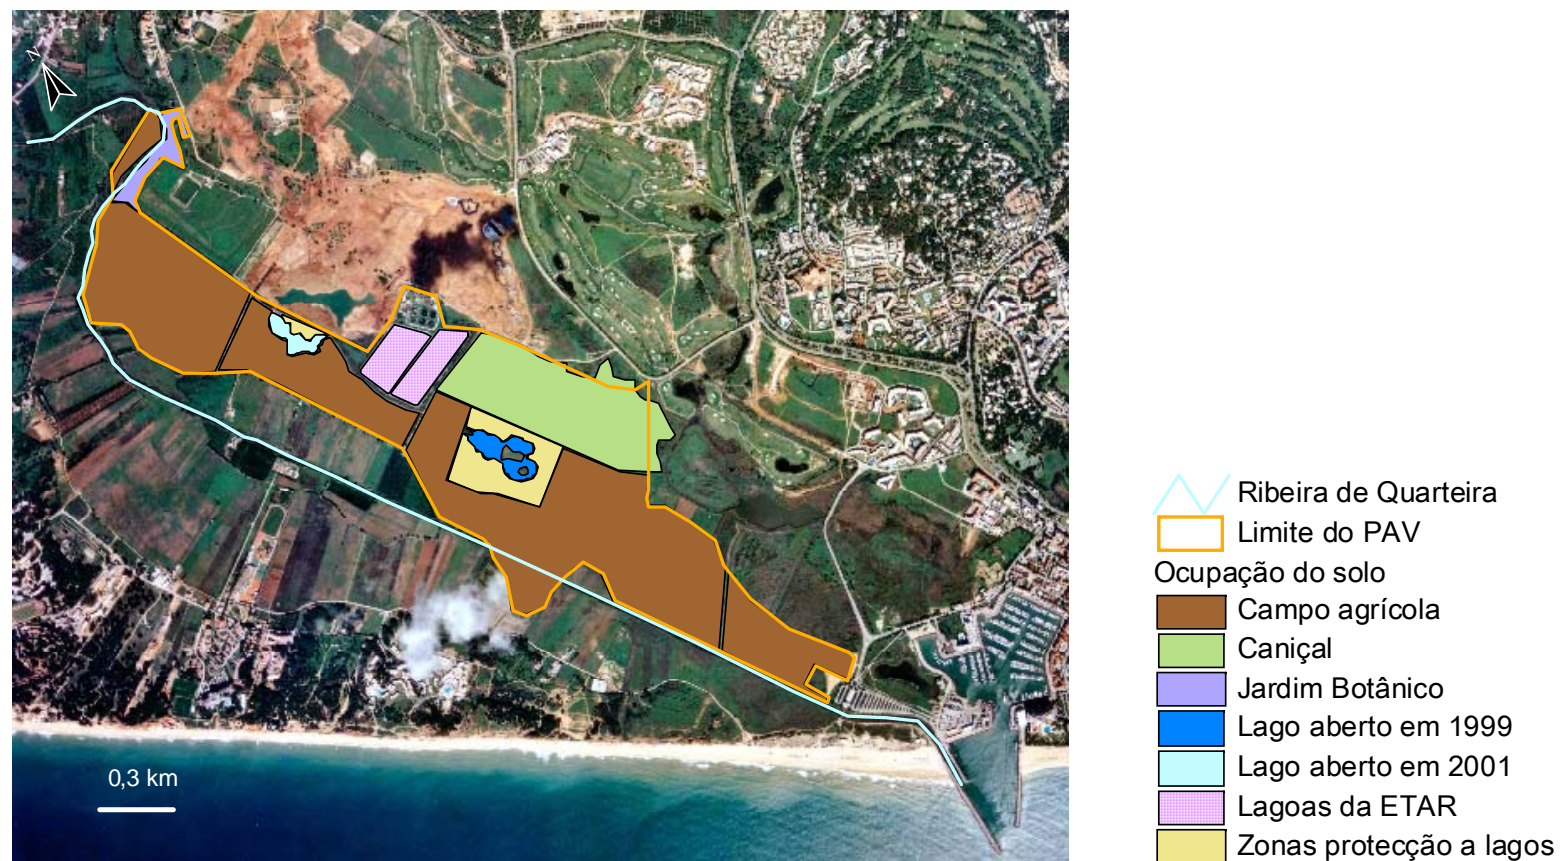 N
0,3 km
Ribeira de Quarteira
Limite do PAV
Ocupação do solo
Campo agrícola
Caniçal
Jardim Botânico
Lago aberto em 1999
Lago aberto em 2001
Lagoas da ETAR
Zonas protecção a lagos